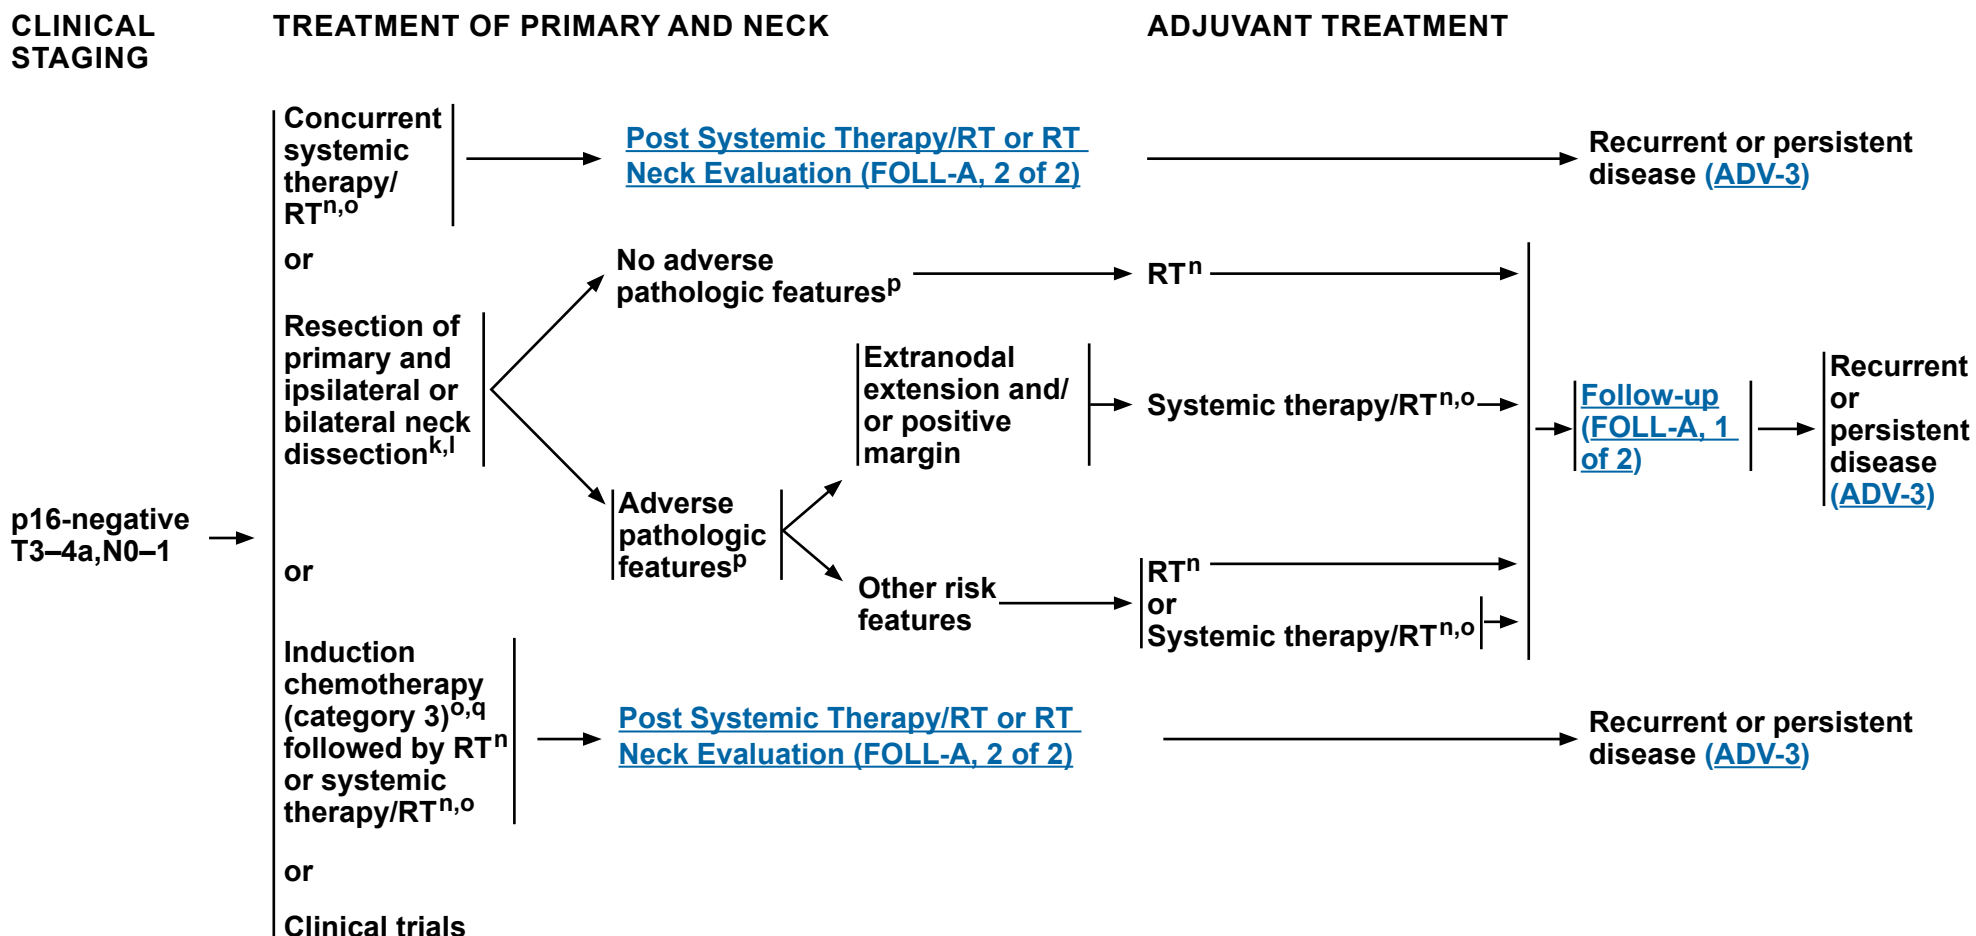 CLINICAL
STAGING
TREATMENT OF PRIMARY AND NECK
ADJUVANT TREATMENT
p16-negative
T3–4a,N0–1
Concurrent
systemic
therapy/
RTn,o
Post Systemic Therapy/RT or RT
Neck Evaluation (FOLL-A, 2 of 2)
Recurrent or persistent
disease (ADV-3)
or
Resection of
primary and
ipsilateral or
bilateral neck
dissectionk,l
No adverse
pathologic featuresp
RTn
Adverse
pathologic
featuresp
Extranodal
extension and/
or positive
margin
Systemic therapy/RTn,o
Other risk
features
RTn
or
Systemic therapy/RTn,o
Follow-up
(FOLL-A, 1
of 2)
Recurrent
or
persistent
disease
(ADV-3)
or
Induction
chemotherapy
(category 3)o,q
followed by RTn
or systemic
therapy/RTn,o
Post Systemic Therapy/RT or RT
Neck Evaluation (FOLL-A, 2 of 2)
Recurrent or persistent
disease (ADV-3)
or
Clinical trials